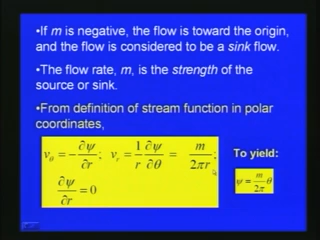 •If m is negative, the flow is toward the origin,
and the flow is considered to be a sink flow.
•The flow rate, m, is the strength of the
source or sink.
•From definition of stream function in polar
coordinates,
v_θ = −∂ψ/∂r; v_r = (1/r) ∂ψ/∂θ = m/(2πr);
∂ψ/∂r = 0
To yield:
ψ = (m/2π) θ